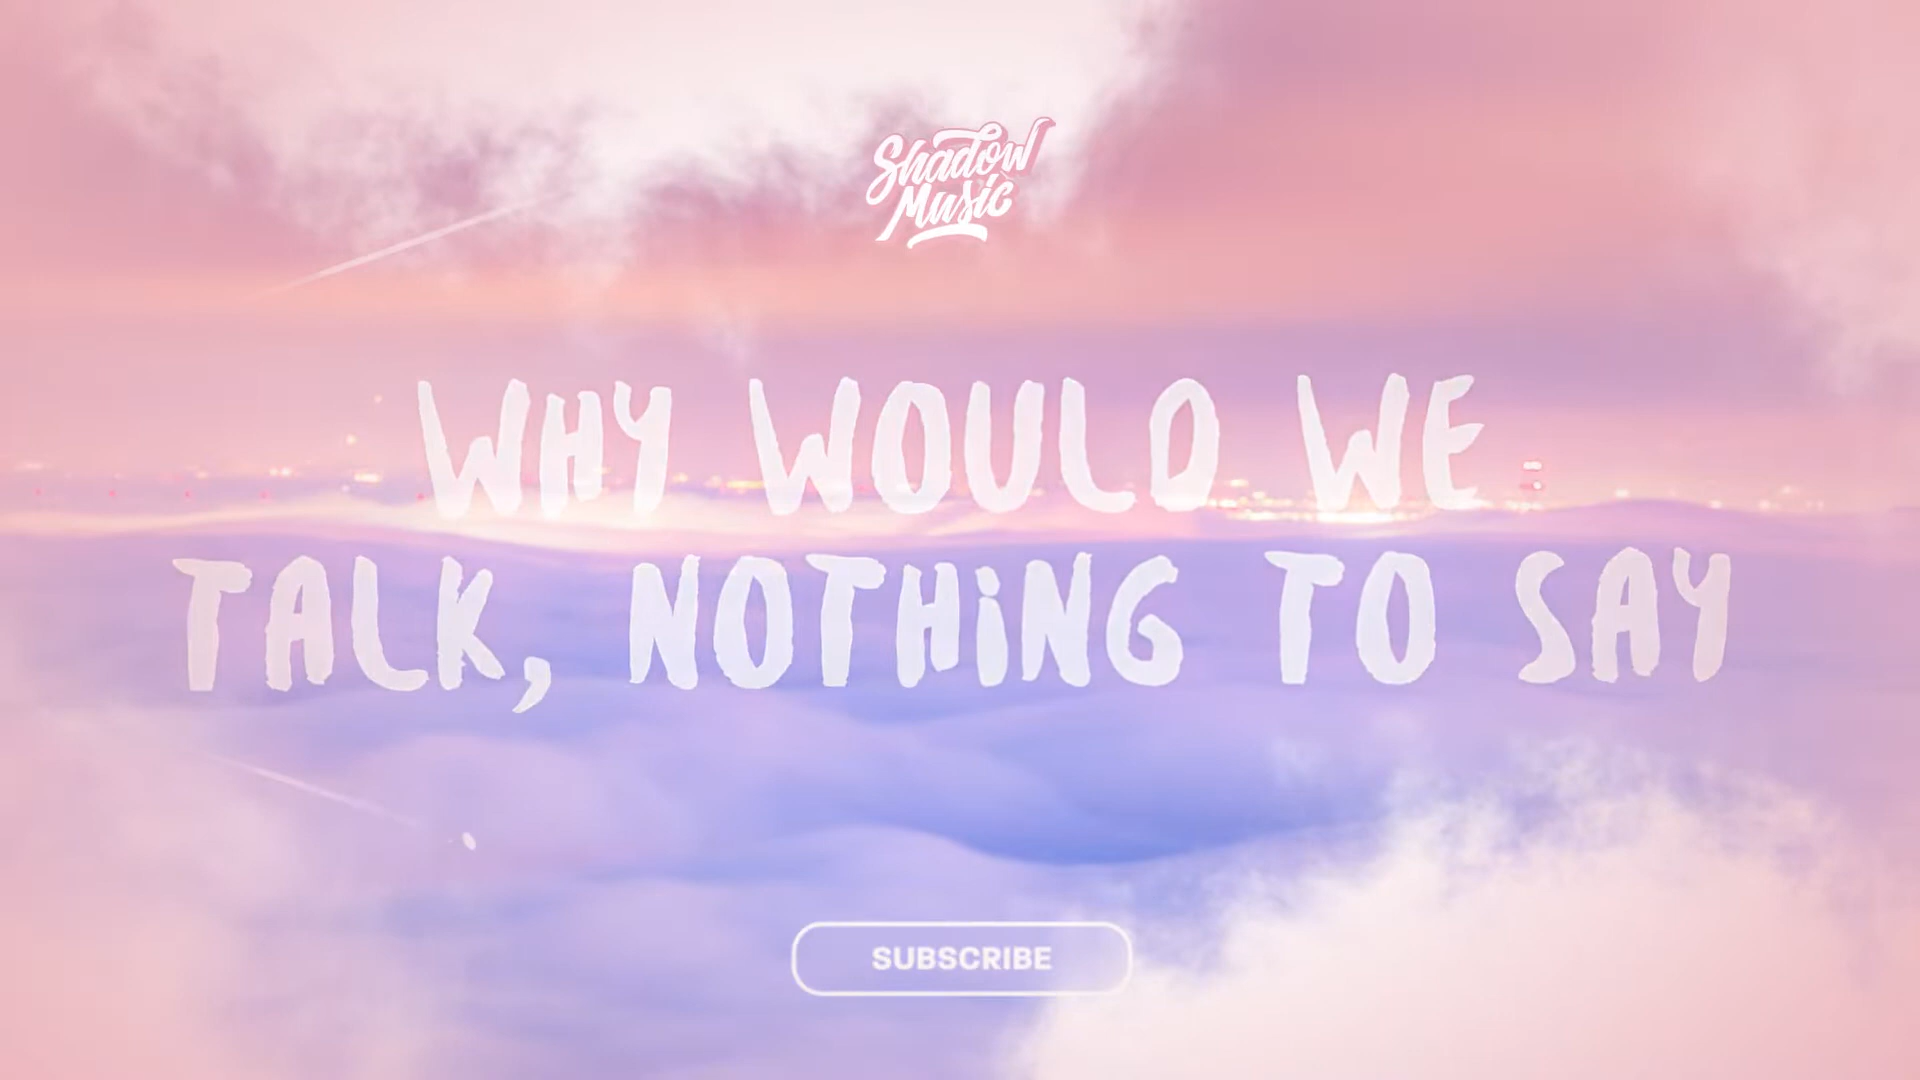 Shadow
Music
WHY WOULD WE
TALK, NOTHiNG TO SAY
SUBSCRIBE